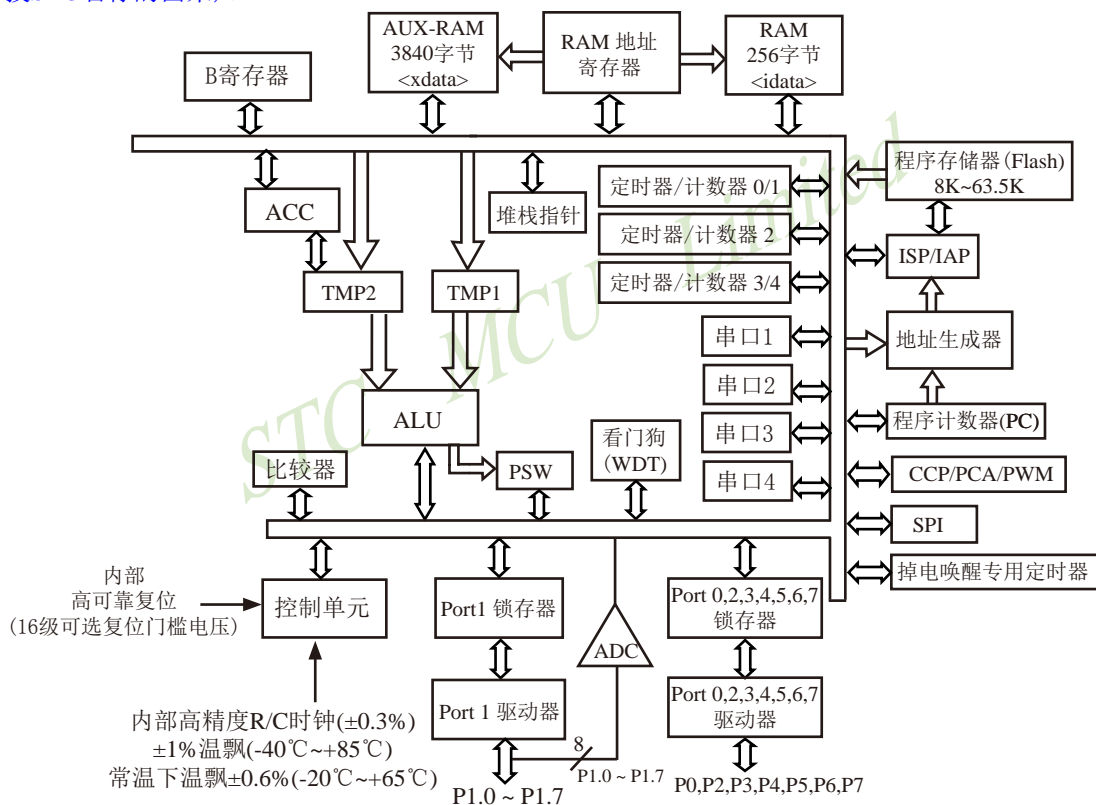 AUX-RAM
3840字节
<xdata>
RAM 地址
寄存器
RAM
256字节
<idata>
B寄存器
程序存储器(Flash)
8K~63.5K
定时器/计数器 0/1
ACC
堆栈指针
定时器/计数器 2
ISP/IAP
TMP2
TMP1
定时器/计数器 3/4
串口1
地址生成器
串口2
ALU
串口3
程序计数器(PC)
看门狗
(WDT)
比较器
PSW
串口4
CCP/PCA/PWM
SPI
内部
高可靠复位
(16级可选复位门槛电压)
控制单元
Port1 锁存器
ADC
Port 0,2,3,4,5,6,7
锁存器
掉电唤醒专用定时器
内部高精度R/C时钟(±0.3%)
±1%温飘(-40℃~+85℃)
常温下温飘±0.6%(-20℃~+65℃)
Port 1 驱动器
Port 0,2,3,4,5,6,7
驱动器
8
P1.0 ~ P1.7
P1.0 ~ P1.7
P0,P2,P3,P4,P5,P6,P7
STC MCU Limited